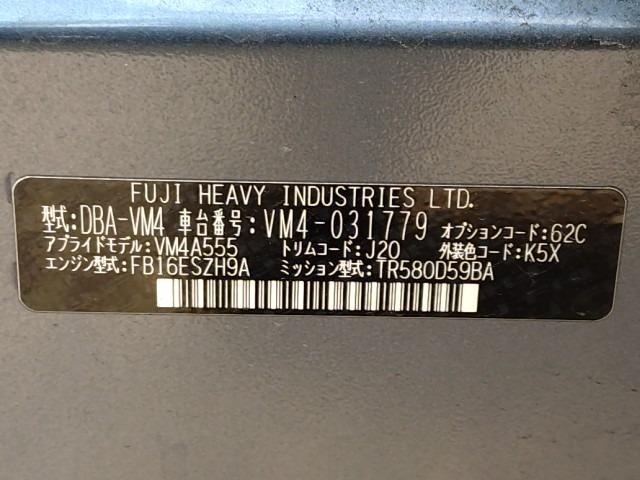 FUJI HEAVY INDUSTRIES LTD.
型式:DBA-VM4 車台番号:VM4-031779 オプションコード:62C
アプライドモデル:VM4A555 トリムコード:J20 外装色コード:K5X
エンジン型式:FB16ESZH9A ミッション型式:TR580D59BA